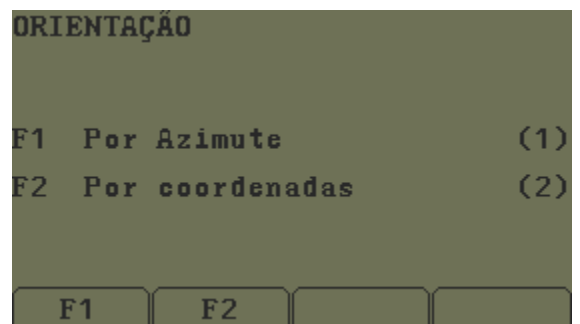 ORIENTAÇÃO
F1 Por Azimute (1)
F2 Por coordenadas (2)
F1 F2